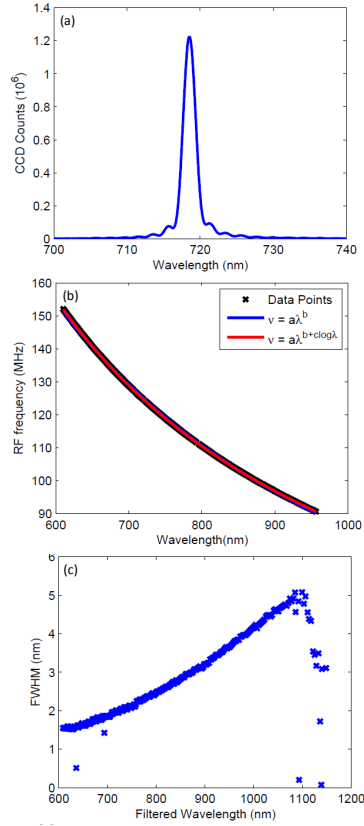 (a)
1.4
1.2
1
0.8
0.6
0.4
0.2
0
CCD Counts (10^6)
700 710 720 730 740
Wavelength (nm)
(b)
160
150
140
130
120
110
100
90
RF frequency (MHz)
Data Points
ν = aλ^b
ν = aλ^{b+clogλ}
600 700 800 900 1000
Wavelength(nm)
(c)
6
5
4
3
2
1
0
FWHM (nm)
600 700 800 900 1000 1100 1200
Filtered Wavelength (nm)